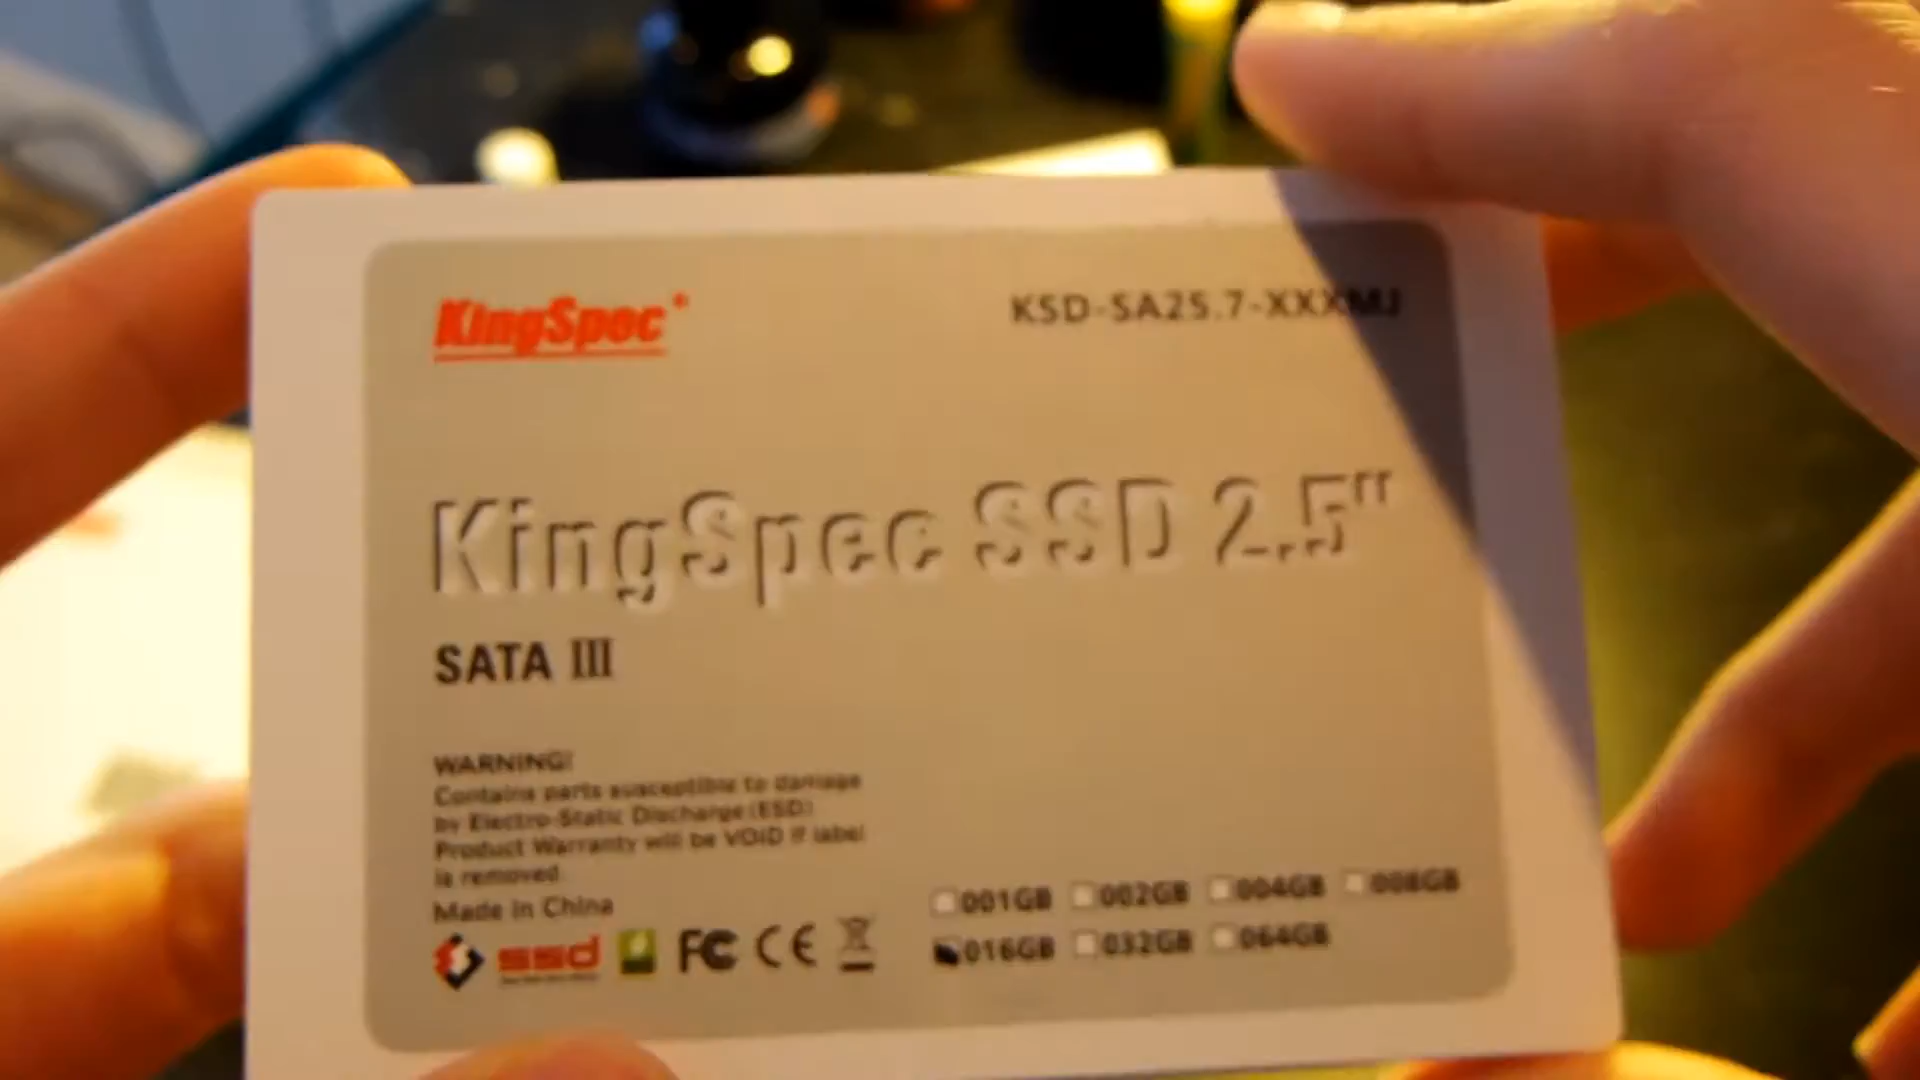 KingSpec
KSD-SA25.7-XXXMJ
KingSpec SSD 2.5"
SATA III
WARNING!
Contains parts susceptible to damage
by Electro-Static Discharge(ESD)
Product Warranty will be VOID if label
is removed
Made in China
ssd FC CE
001GB 002GB 004GB 008GB
016GB 032GB 064GB